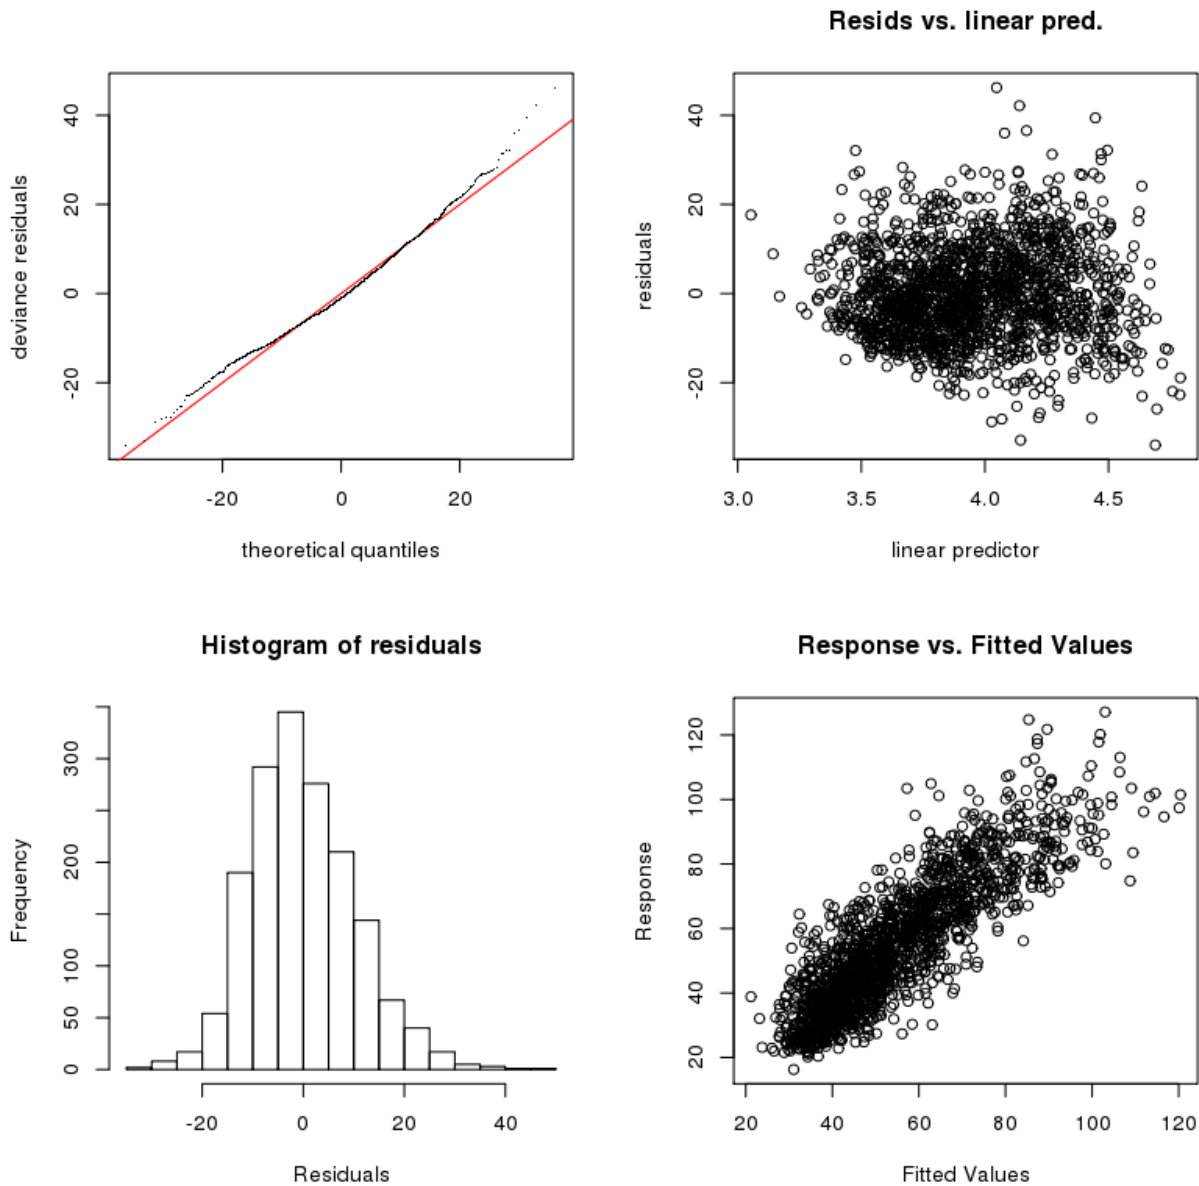 deviance residuals
40
20
0
-20
-20 0 20
theoretical quantiles
Resids vs. linear pred.
residuals
40
20
0
-20
3.0 3.5 4.0 4.5
linear predictor
Histogram of residuals
Frequency
300
200
100
50
0
-20 0 20 40
Residuals
Response vs. Fitted Values
Response
120
100
80
60
40
20
20 40 60 80 100 120
Fitted Values